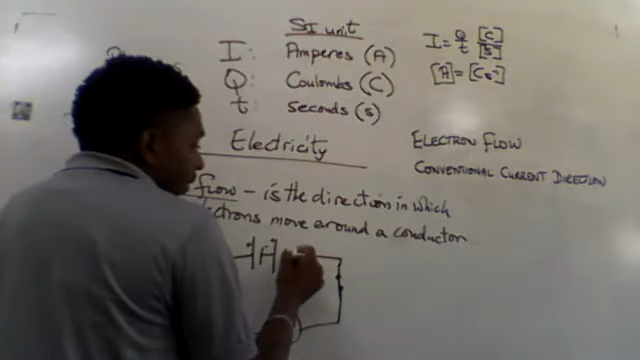 SI unit
I: Amperes (A)
Q: Coulombs (C)
t: seconds (s)
I = Q/t [C]/[s]
[A] = [Cs⁻¹]
Electricity
ELECTRON FLOW
CONVENTIONAL CURRENT DIRECTION
flow - is the direction in which
move around a conductor